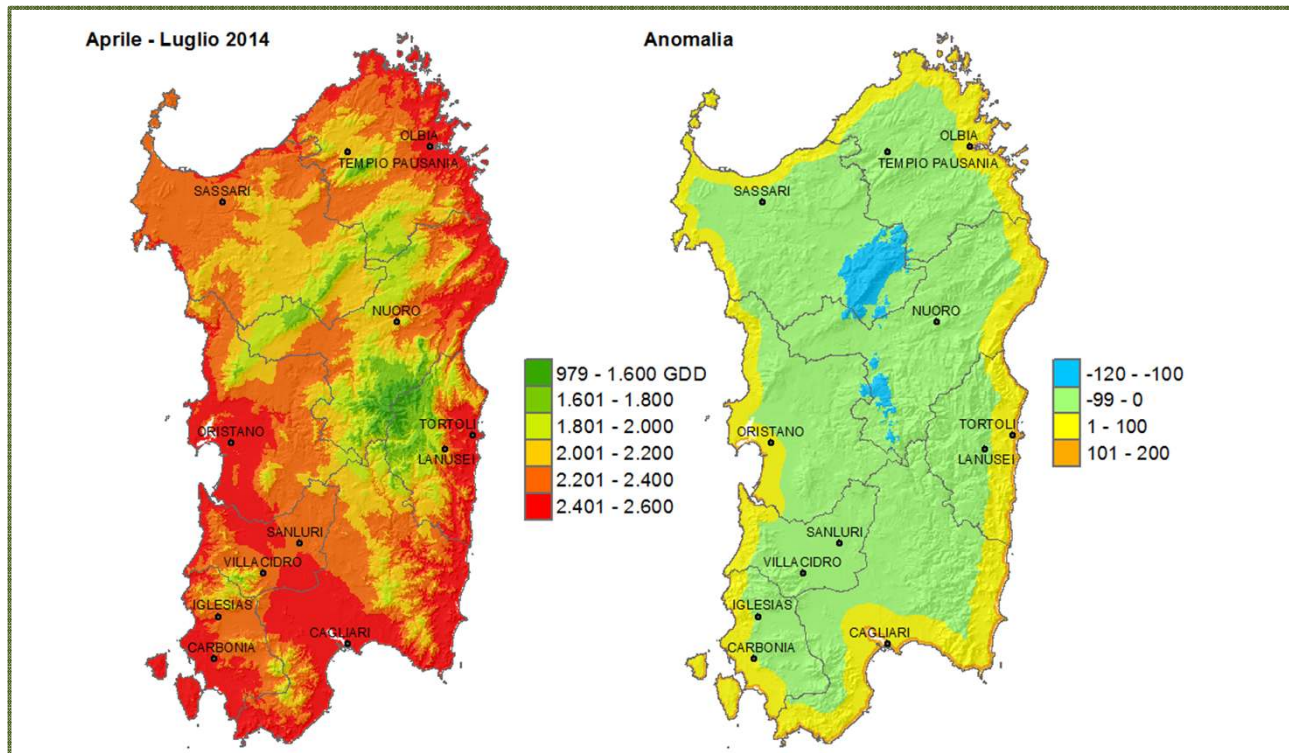 Aprile - Luglio 2014
OLBIA
TEMPIO PAUSANIA
SASSARI
NUORO
ORISTANO
TORTOLI
LANUSEI
SANLURI
VILLACIDRO
IGLESIAS
CAGLIARI
CARBONIA
979 - 1.600 GDD
1.601 - 1.800
1.801 - 2.000
2.001 - 2.200
2.201 - 2.400
2.401 - 2.600
Anomalia
OLBIA
TEMPIO PAUSANIA
SASSARI
NUORO
ORISTANO
TORTOLI
LANUSEI
SANLURI
VILLACIDRO
IGLESIAS
CAGLIARI
CARBONIA
-120 - -100
-99 - 0
1 - 100
101 - 200